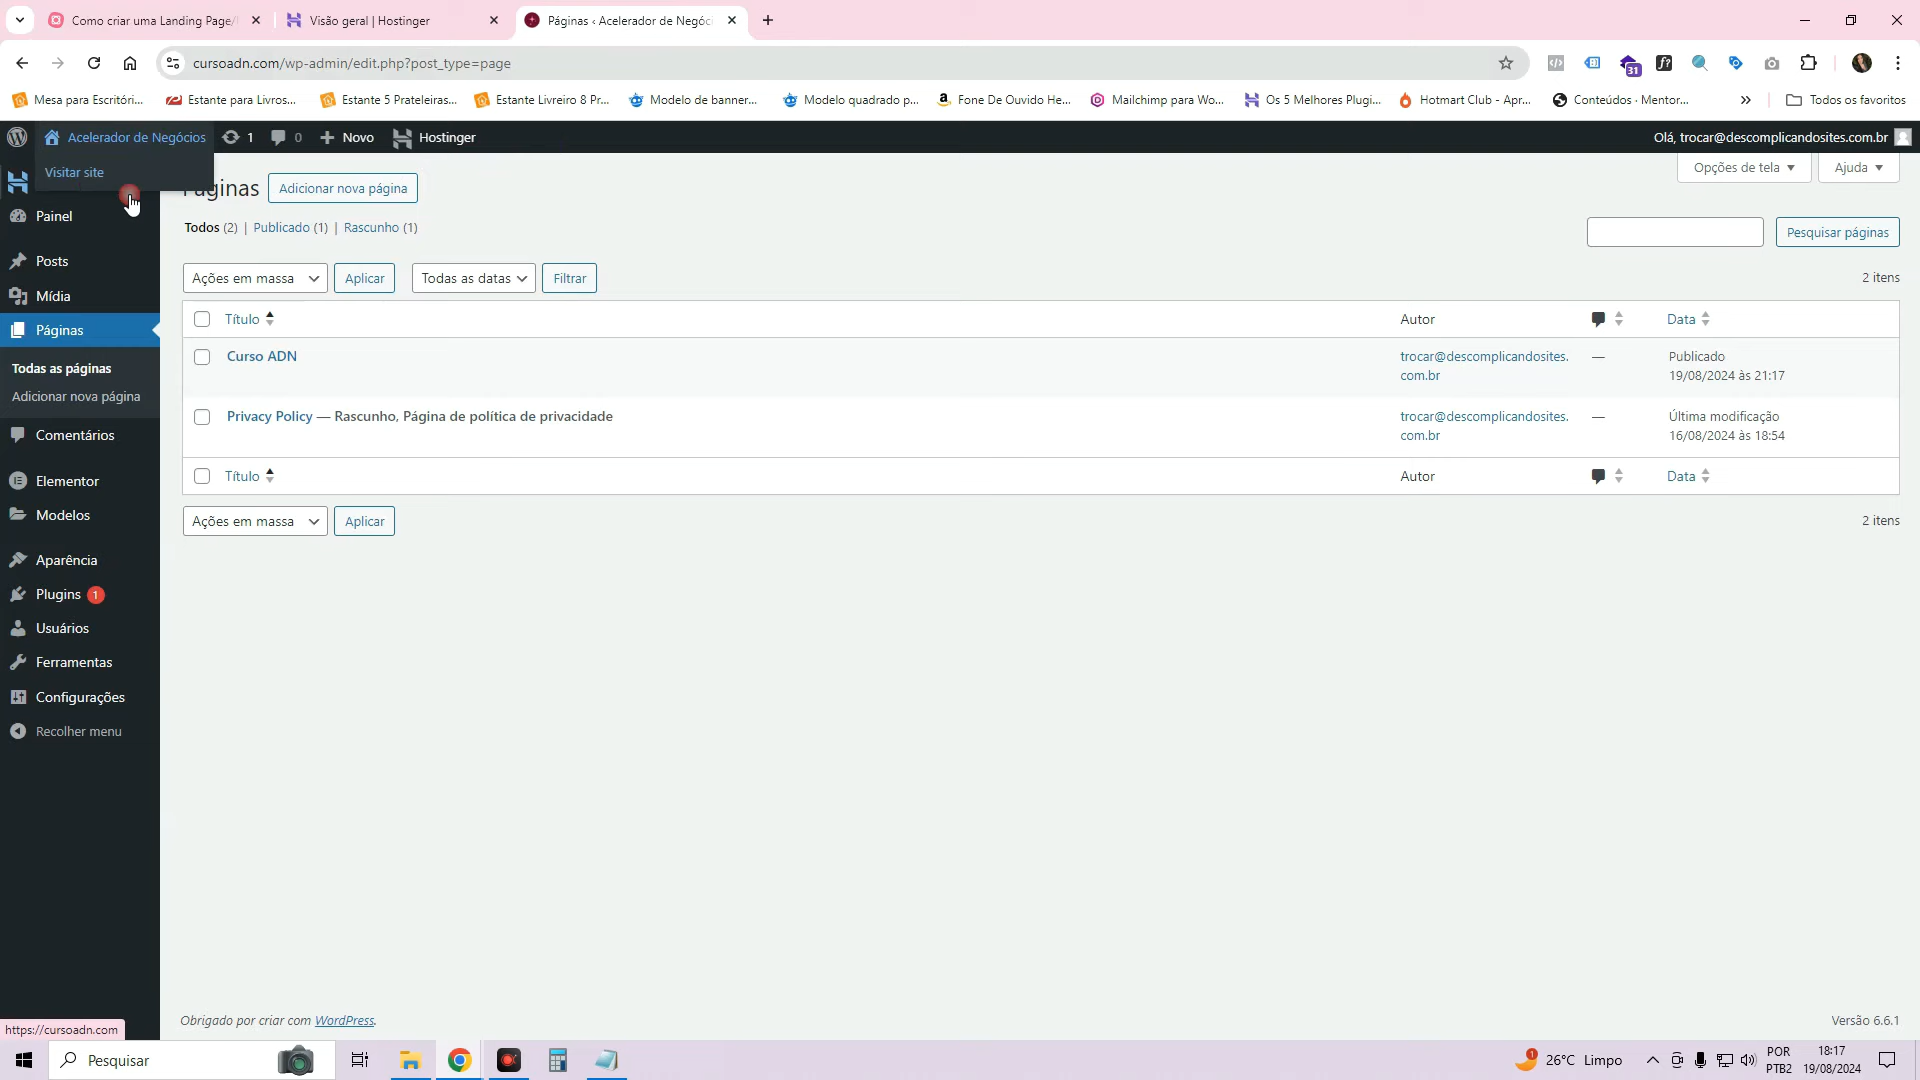 Como criar uma Landing Page/
Visão geral | Hostinger
Páginas ‹ Acelerador de Negóci
cursoadn.com/wp-admin/edit.php?post_type=page
31
Mesa para Escritóri...
Estante para Livros...
Estante 5 Prateleiras...
Estante Livreiro 8 Pr...
Modelo de banner...
Modelo quadrado p...
Fone De Ouvido He...
Mailchimp para Wo...
Os 5 Melhores Plugi...
Hotmart Club - Apr...
Conteúdos · Mentor...
»
Todos os favoritos
Acelerador de Negócios
1
0
Novo
Hostinger
Olá, trocar@descomplicandosites.com.br
Visitar site
Páginas
Adicionar nova página
Opções de tela
Ajuda
Painel
Posts
Mídia
Páginas
Todas as páginas
Adicionar nova página
Comentários
Elementor
Modelos
Aparência
Plugins 1
Usuários
Ferramentas
Configurações
Recolher menu
Todos (2) | Publicado (1) | Rascunho (1)
Pesquisar páginas
Ações em massa
Aplicar
Todas as datas
Filtrar
2 itens
Título
Autor
Data
Curso ADN
trocar@descomplicandosites.
com.br
—
Publicado
19/08/2024 às 21:17
Privacy Policy — Rascunho, Página de política de privacidade
trocar@descomplicandosites.
com.br
—
Última modificação
16/08/2024 às 18:54
Título
Autor
Data
Ações em massa
Aplicar
2 itens
Obrigado por criar com WordPress.
Versão 6.6.1
https://cursoadn.com
Pesquisar
1
26°C Limpo
POR
PTB2
18:17
19/08/2024